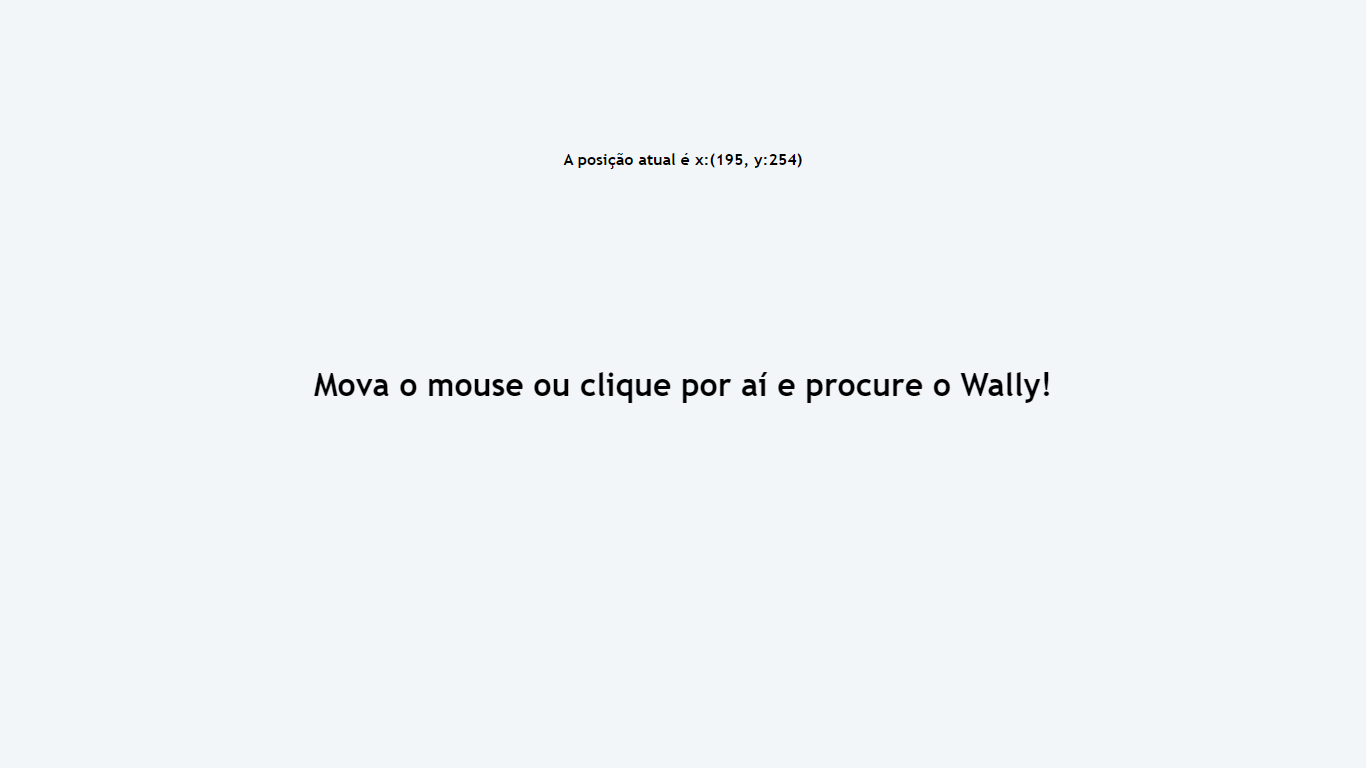 A posição atual é x:(195, y:254)
Mova o mouse ou clique por aí e procure o Wally!